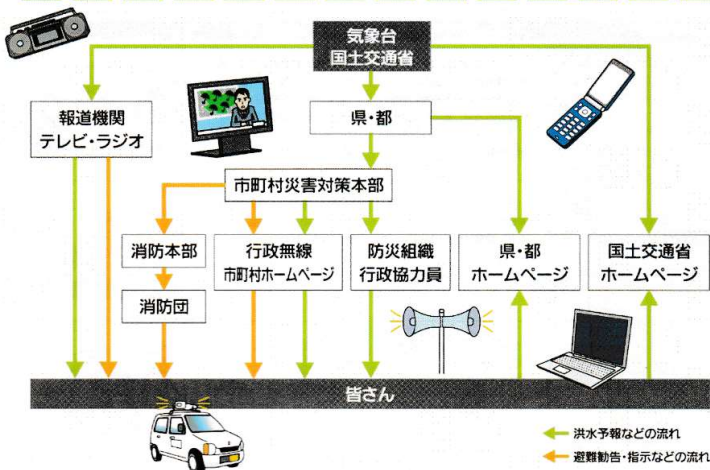 気象台
国土交通省
報道機関
テレビ・ラジオ
県・都
市町村災害対策本部
消防本部
行政無線
市町村ホームページ
防災組織
行政協力員
県・都
ホームページ
国土交通省
ホームページ
消防団
皆さん
洪水予報などの流れ
避難勧告・指示などの流れ